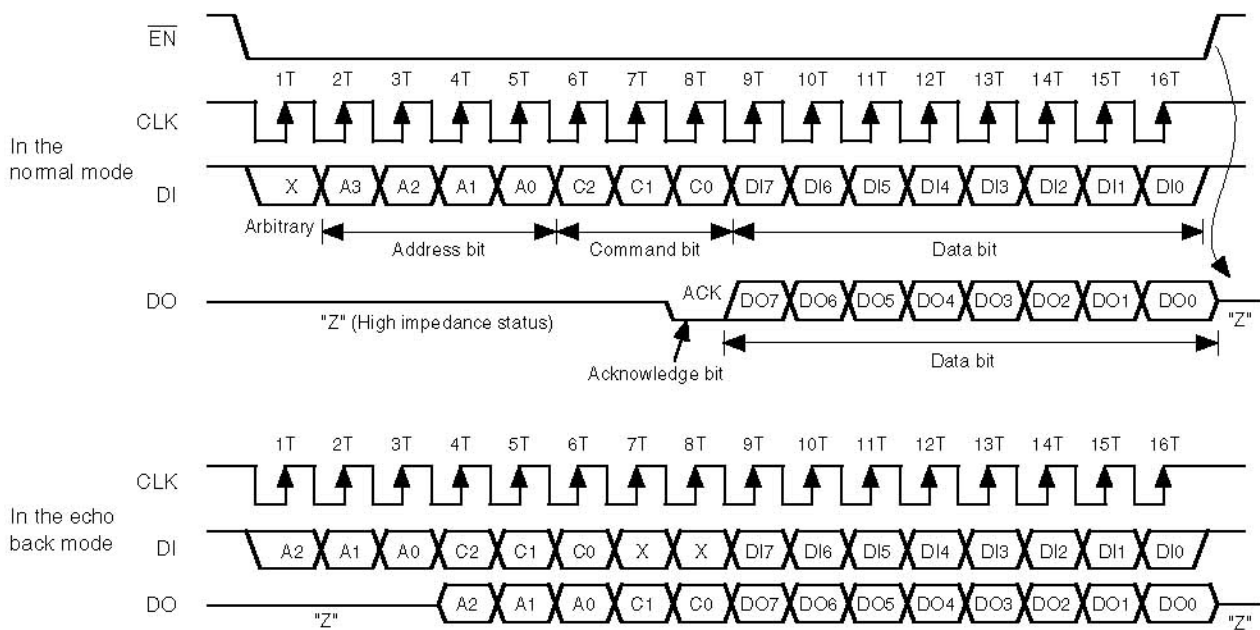 EN
1T 2T 3T 4T 5T 6T 7T 8T 9T 10T 11T 12T 13T 14T 15T 16T
CLK
In the
normal mode
DI X A3 A2 A1 A0 C2 C1 C0 DI7 DI6 DI5 DI4 DI3 DI2 DI1 DI0
Arbitrary Address bit Command bit Data bit
DO ACK DO7 DO6 DO5 DO4 DO3 DO2 DO1 DO0
"Z" (High impedance status) "Z"
Acknowledge bit Data bit
1T 2T 3T 4T 5T 6T 7T 8T 9T 10T 11T 12T 13T 14T 15T 16T
CLK
In the echo
back mode
DI A2 A1 A0 C2 C1 C0 X X DI7 DI6 DI5 DI4 DI3 DI2 DI1 DI0
DO "Z" A2 A1 A0 C1 C0 DO7 DO6 DO5 DO4 DO3 DO2 DO1 DO0 "Z"